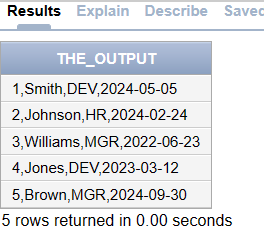 Results Explain Describe Saved
THE_OUTPUT
1,Smith,DEV,2024-05-05
2,Johnson,HR,2024-02-24
3,Williams,MGR,2022-06-23
4,Jones,DEV,2023-03-12
5,Brown,MGR,2024-09-30
5 rows returned in 0.00 seconds